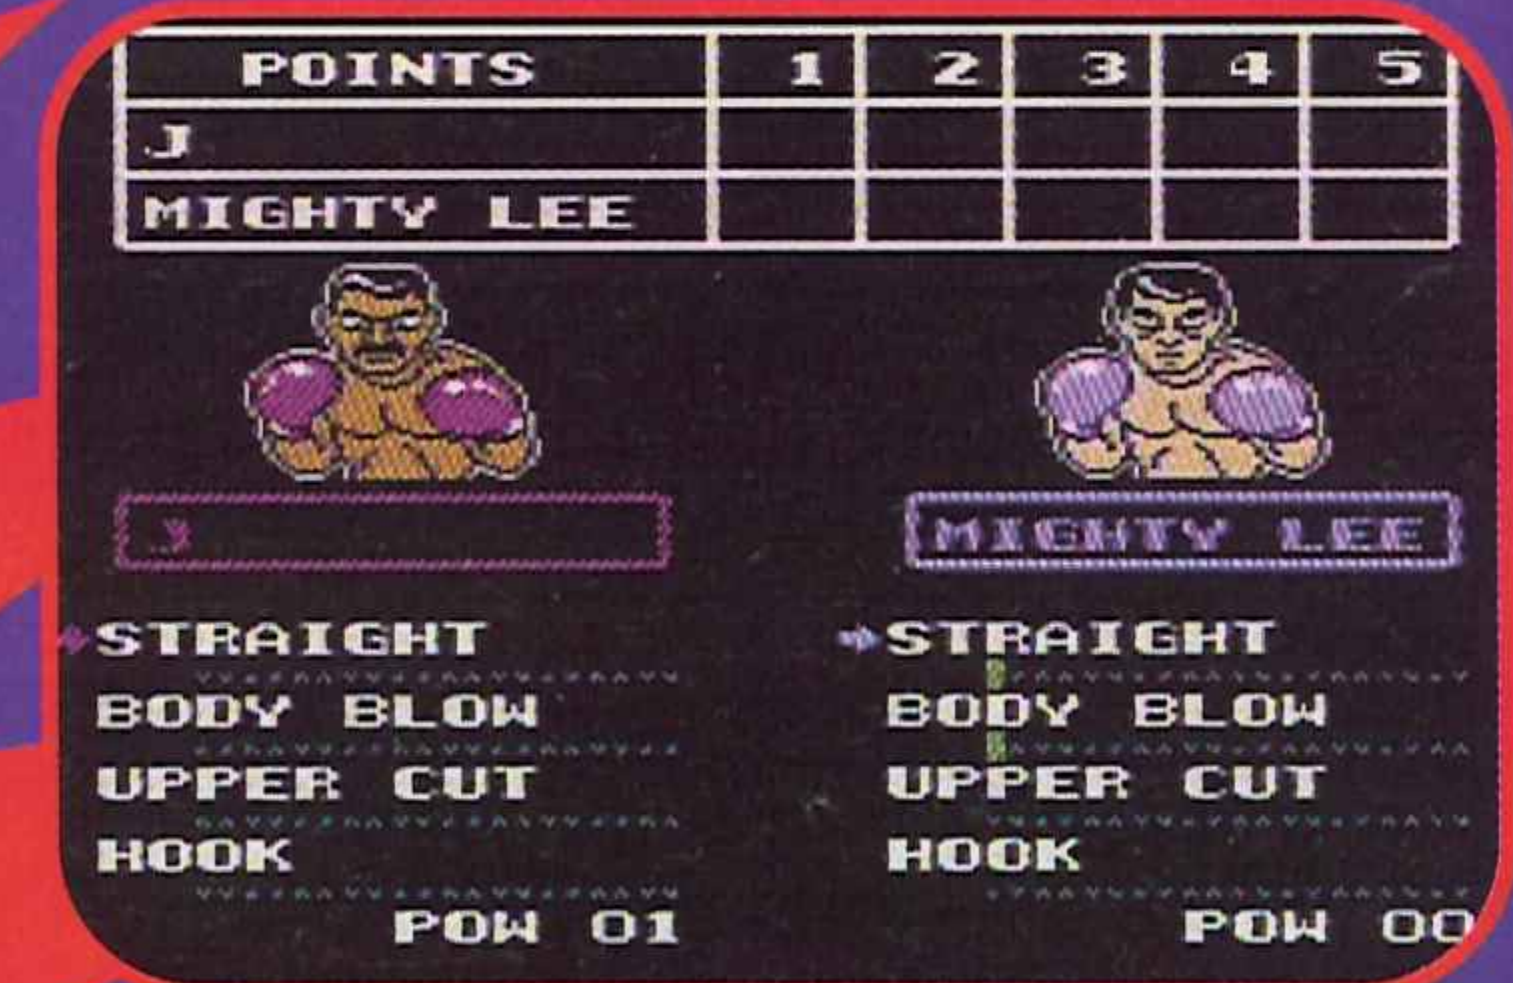 POINTS 1 2 3 4 5
J
MIGHTY LEE
J MIGHTY LEE
STRAIGHT STRAIGHT
BODY BLOW BODY BLOW
UPPER CUT UPPER CUT
HOOK HOOK
POW 01 POW 00